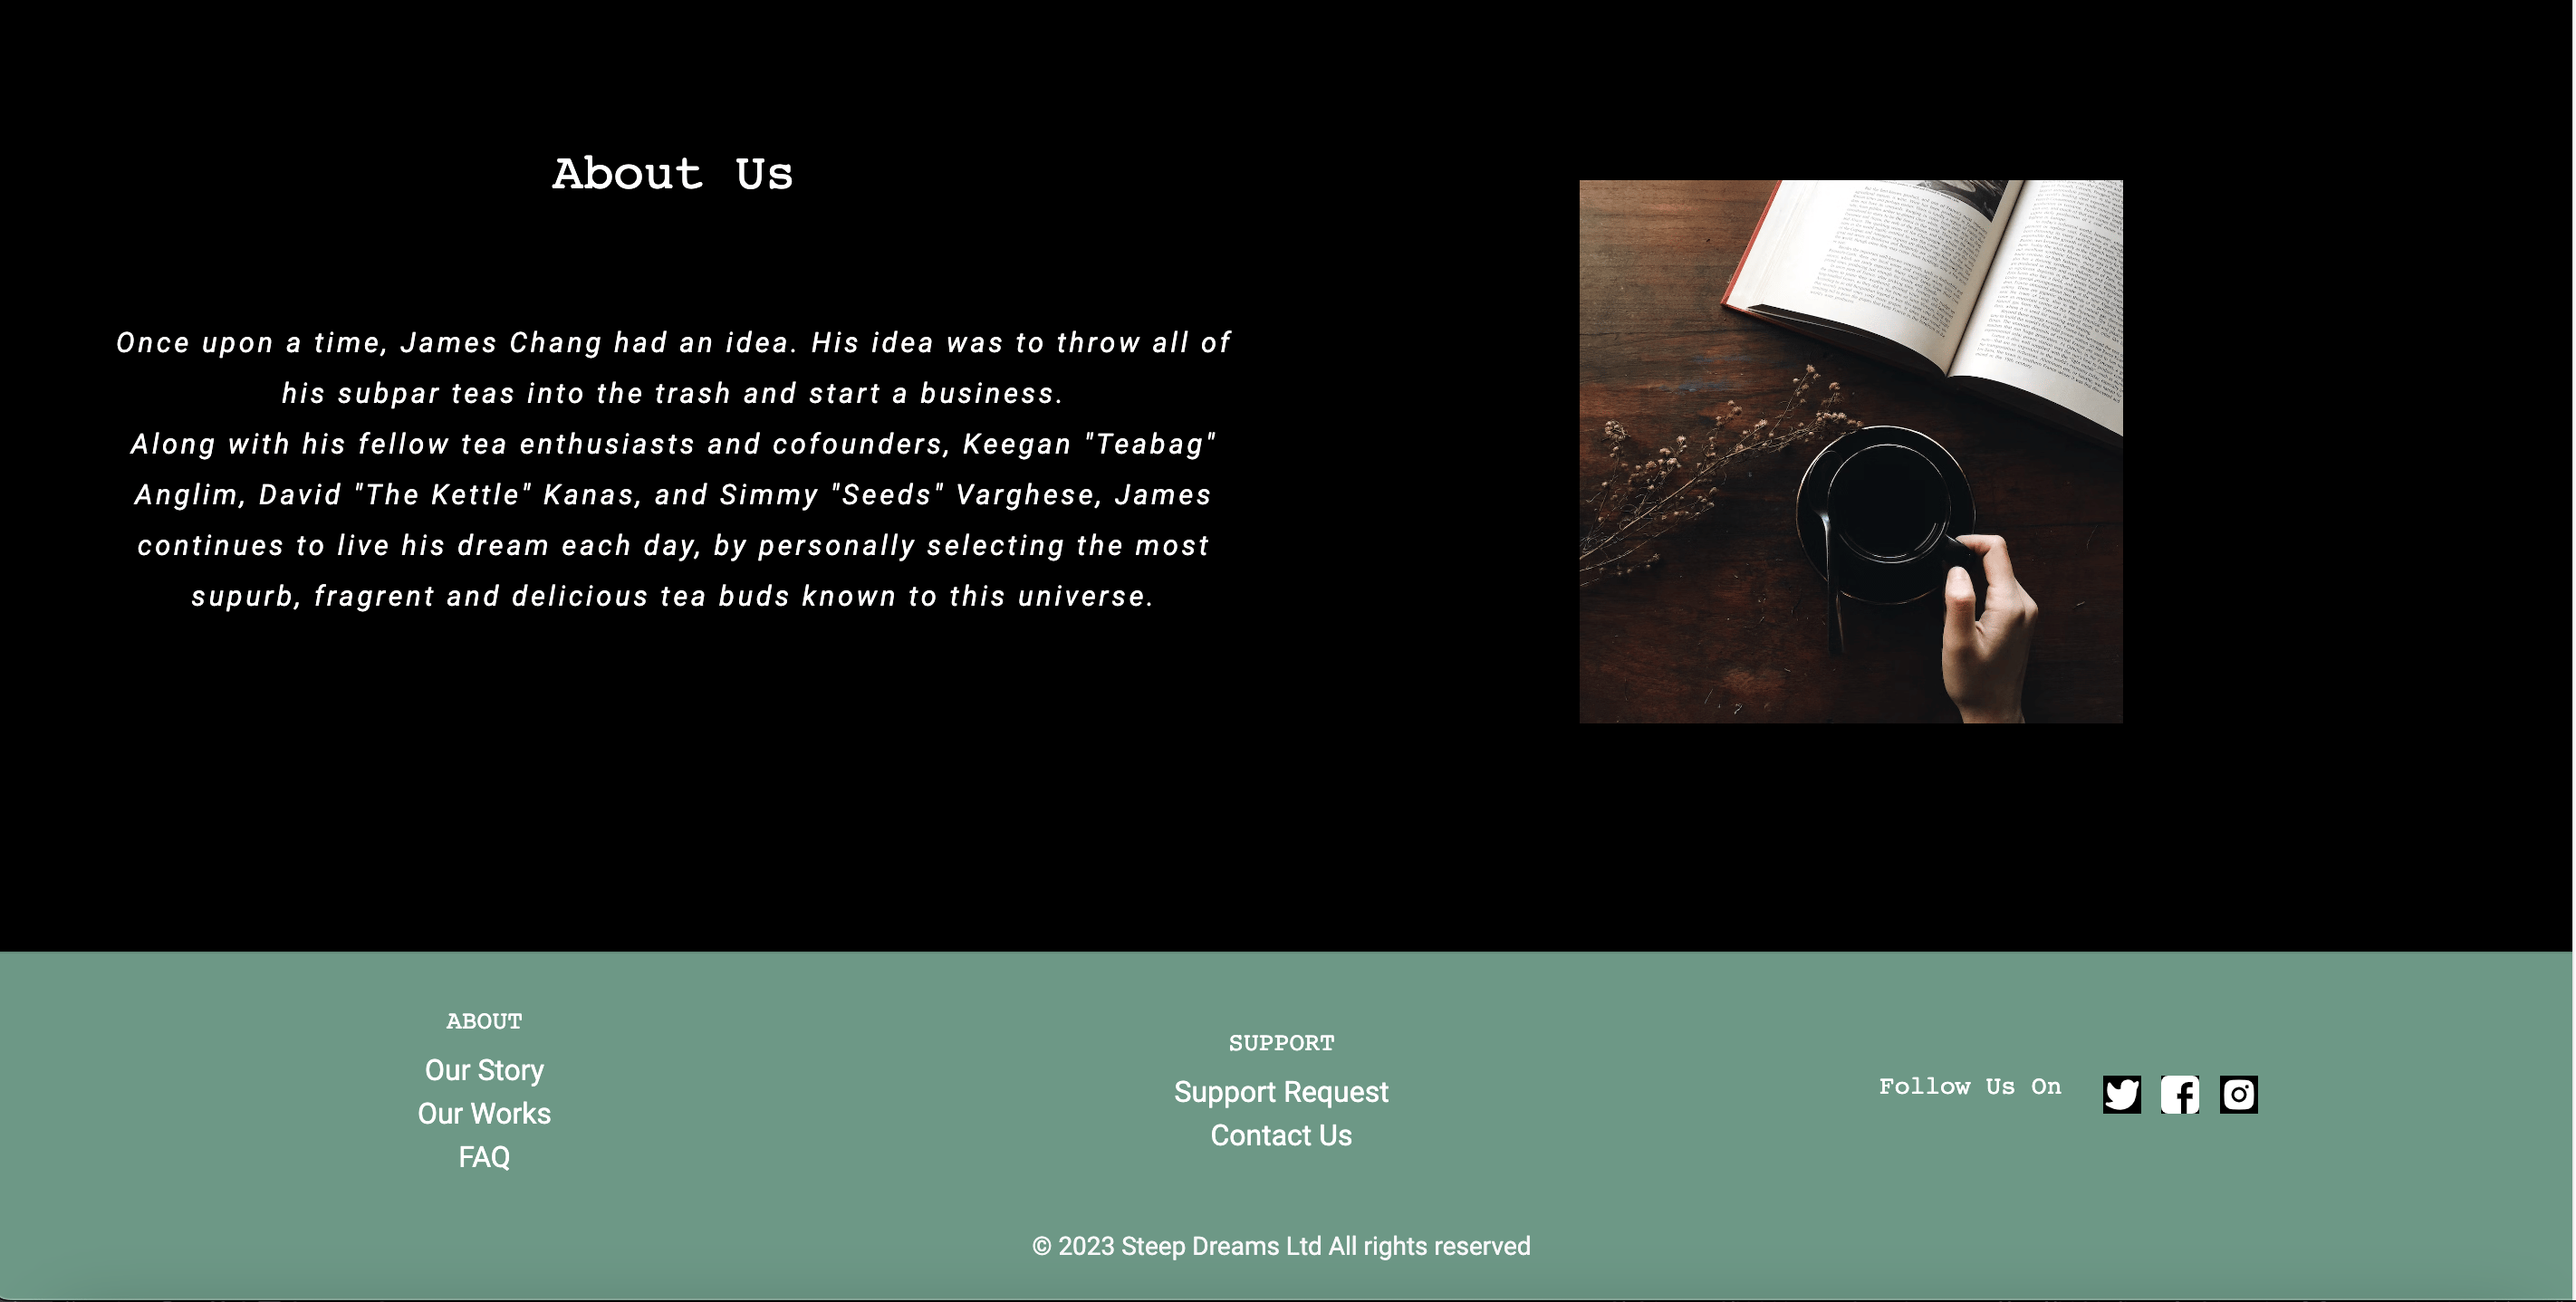 About Us
Once upon a time, James Chang had an idea. His idea was to throw all of
his subpar teas into the trash and start a business.
Along with his fellow tea enthusiasts and cofounders, Keegan "Teabag"
Anglim, David "The Kettle" Kanas, and Simmy "Seeds" Varghese, James
continues to live his dream each day, by personally selecting the most
supurb, fragrent and delicious tea buds known to this universe.
ABOUT
Our Story
Our Works
FAQ
SUPPORT
Support Request
Contact Us
Follow Us On
© 2023 Steep Dreams Ltd All rights reserved